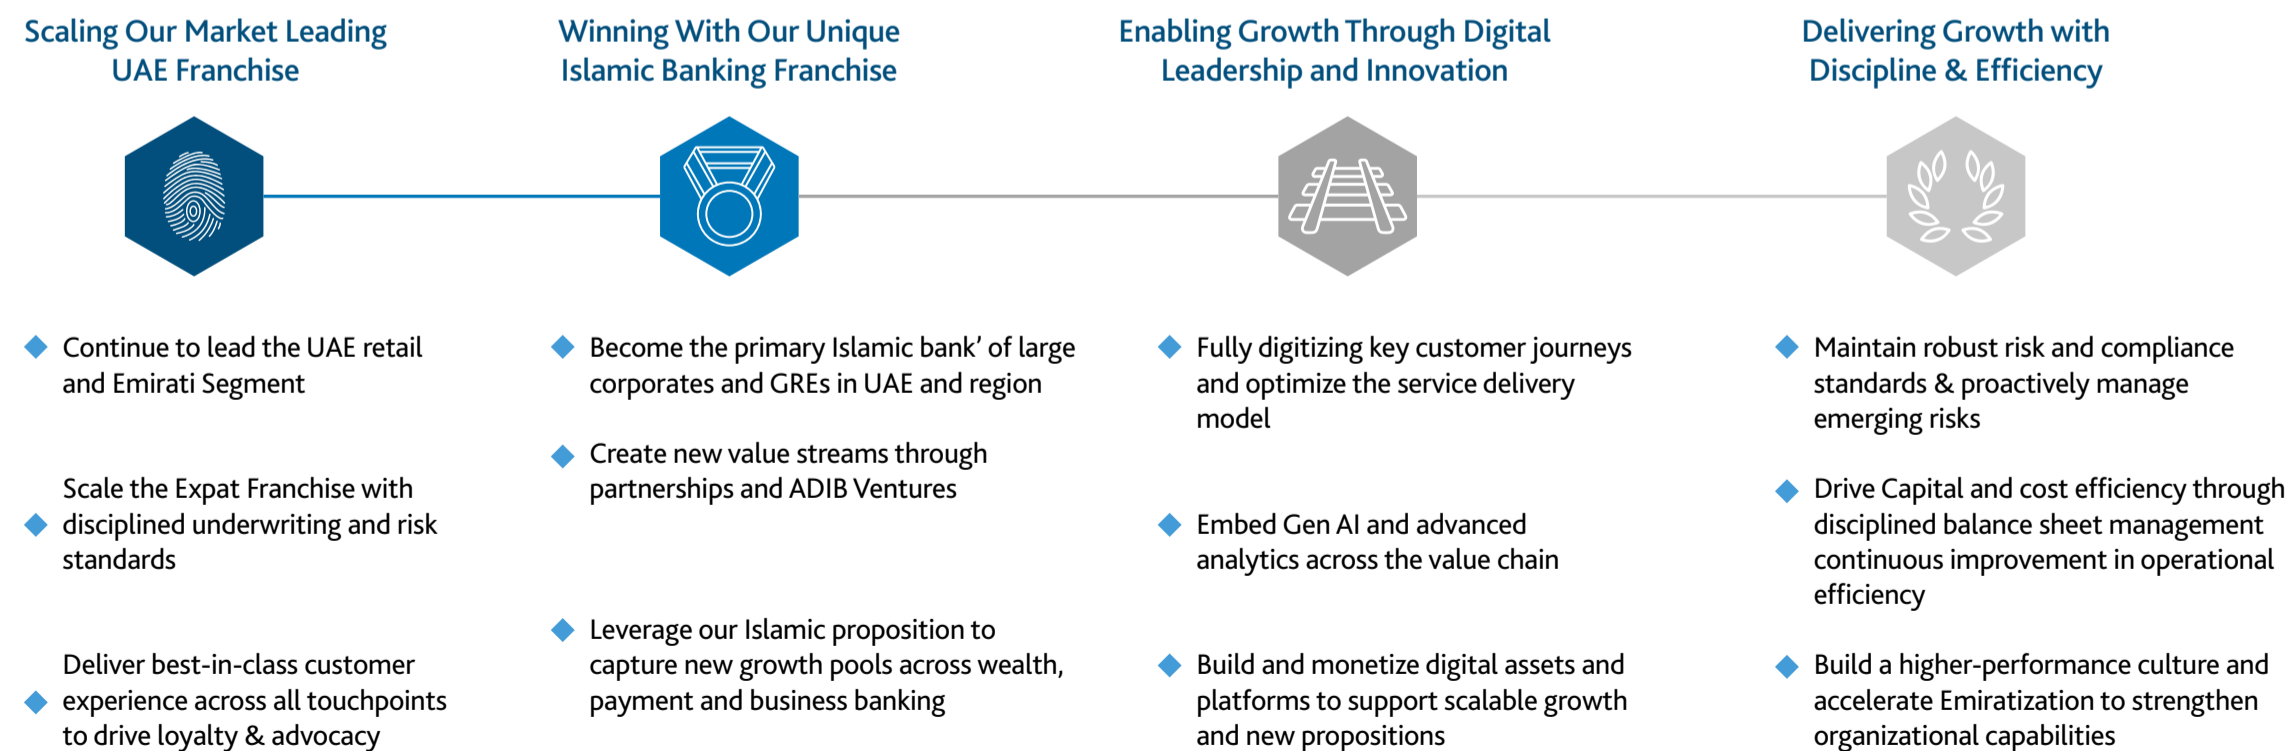 Scaling Our Market Leading
UAE Franchise
Winning With Our Unique
Islamic Banking Franchise
Enabling Growth Through Digital
Leadership and Innovation
Delivering Growth with
Discipline & Efficiency
Continue to lead the UAE retail
and Emirati Segment
Scale the Expat Franchise with
disciplined underwriting and risk
standards
Deliver best-in-class customer
experience across all touchpoints
to drive loyalty & advocacy
Become the primary Islamic bank’ of large
corporates and GREs in UAE and region
Create new value streams through
partnerships and ADIB Ventures
Leverage our Islamic proposition to
capture new growth pools across wealth,
payment and business banking
Fully digitizing key customer journeys
and optimize the service delivery
model
Embed Gen AI and advanced
analytics across the value chain
Build and monetize digital assets and
platforms to support scalable growth
and new propositions
Maintain robust risk and compliance
standards & proactively manage
emerging risks
Drive Capital and cost efficiency through
disciplined balance sheet management
continuous improvement in operational
efficiency
Build a higher-performance culture and
accelerate Emiratization to strengthen
organizational capabilities